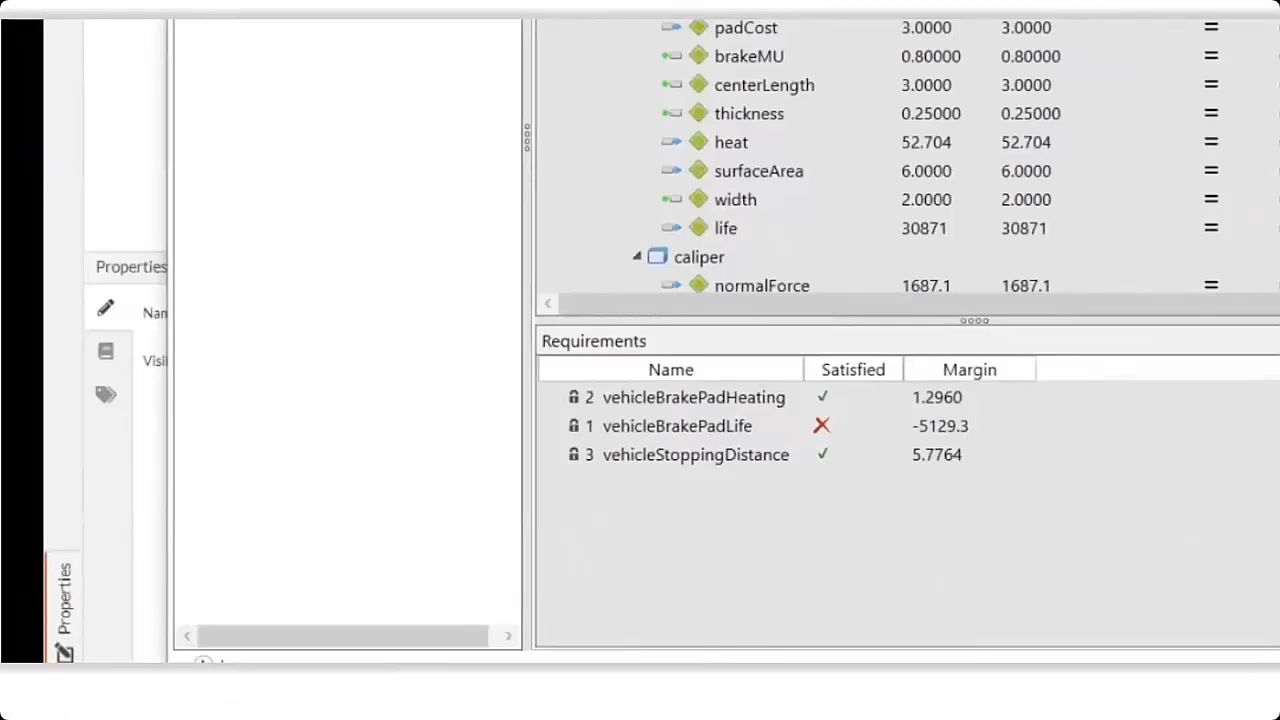 padCost 3.0000 3.0000 =
brakeMU 0.80000 0.80000 =
centerLength 3.0000 3.0000 =
thickness 0.25000 0.25000 =
heat 52.704 52.704 =
surfaceArea 6.0000 6.0000 =
width 2.0000 2.0000 =
life 30871 30871 =
caliper
normalForce 1687.1 1687.1 =
Properties
Nam
Visi
Properties
Requirements
Name Satisfied Margin
2 vehicleBrakePadHeating ✓ 1.2960
1 vehicleBrakePadLife ✗ -5129.3
3 vehicleStoppingDistance ✓ 5.7764